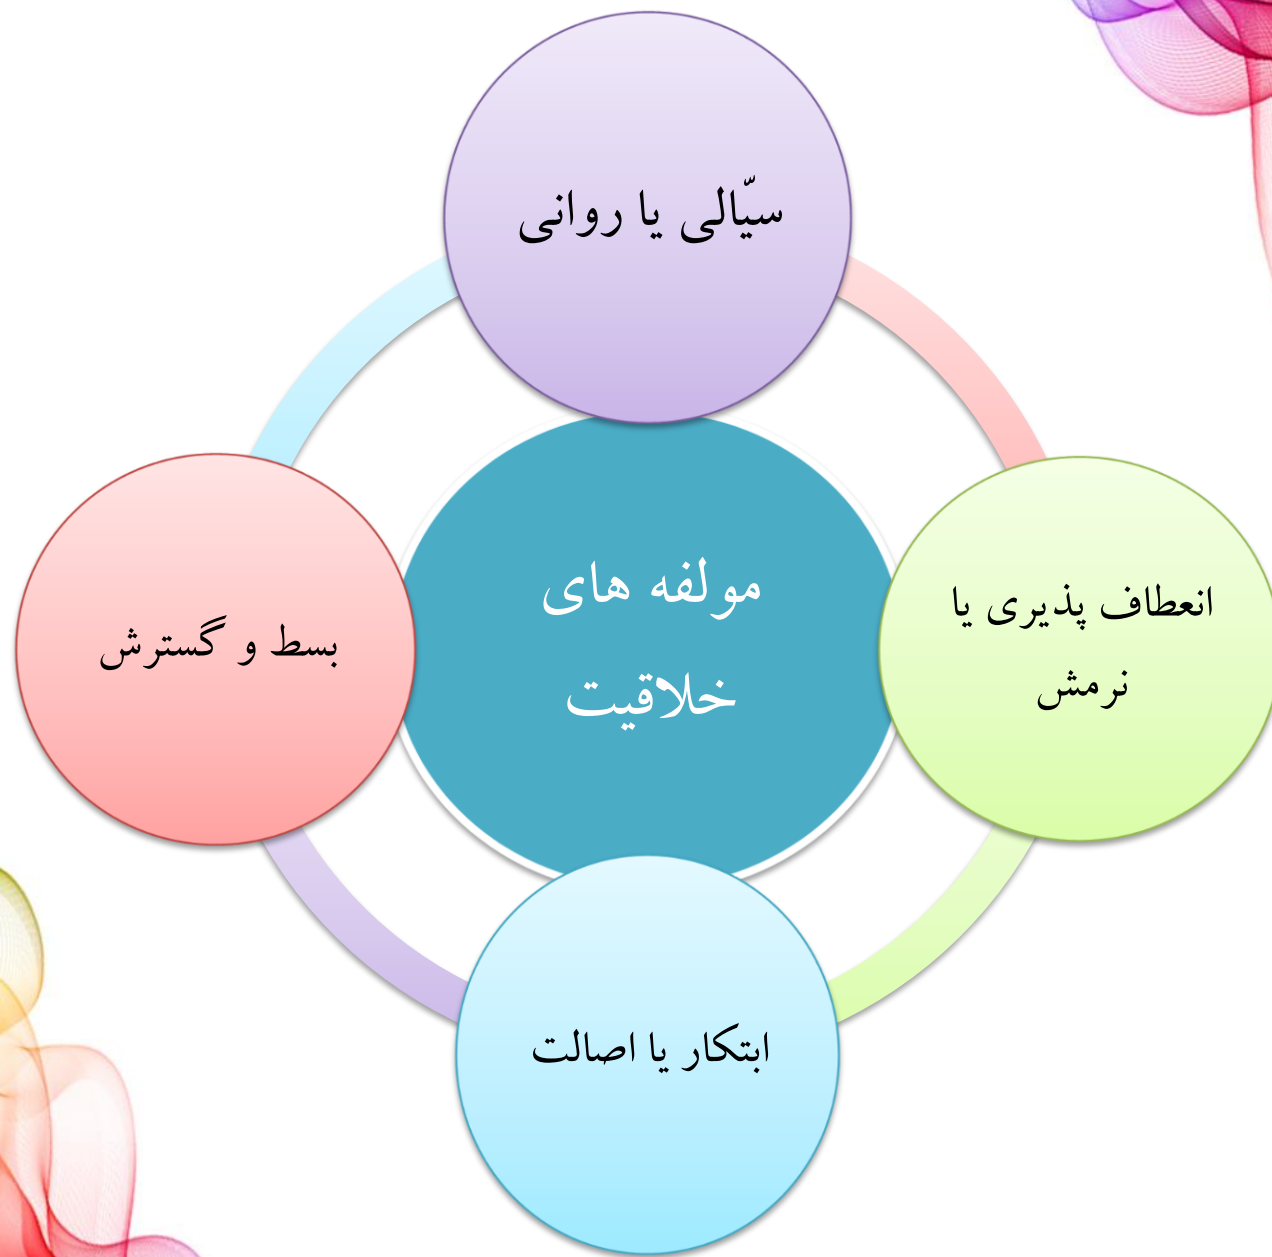 سیّالی یا روانی
مولفه های
خلاقیت
انعطاف پذیری یا
نرمش
بسط و گسترش
ابتکار یا اصالت